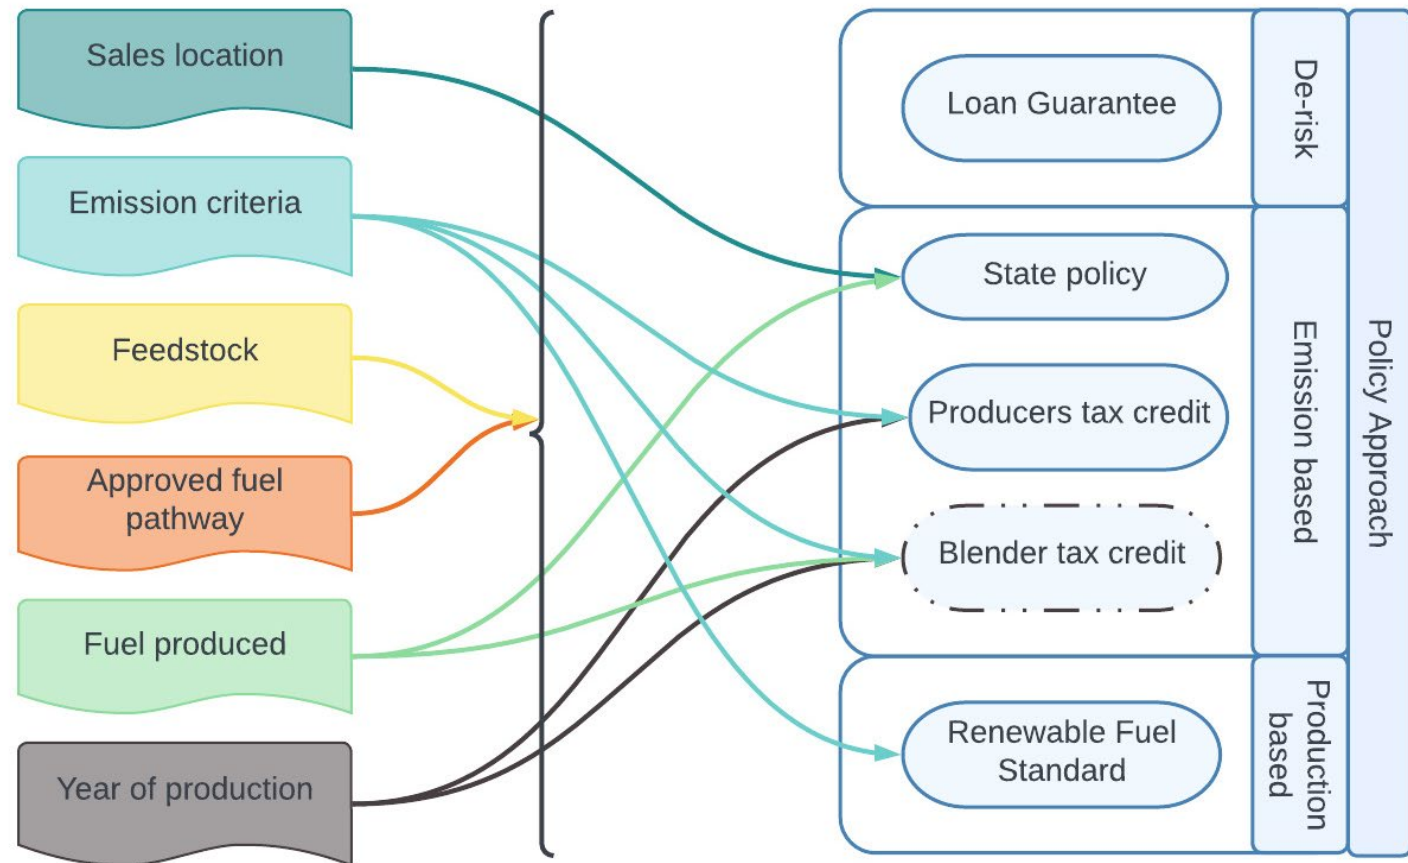 Sales location
Emission criteria
Feedstock
Approved fuel
pathway
Fuel produced
Year of production
Loan Guarantee
State policy
Producers tax credit
Blender tax credit
Renewable Fuel
Standard
De-risk
Emission based
Production
based
Policy Approach